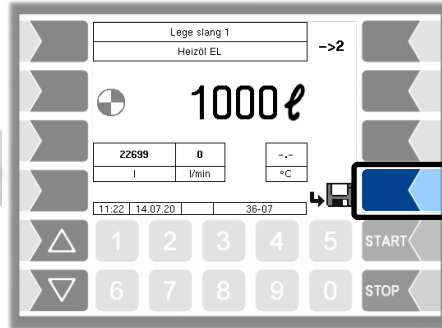 Lege slang 1
Heizöl EL
->2
1000 ℓ
22699 0 -.-
l l/min °C
11:22 14.07.20 36-07
1 2 3 4 5 START
6 7 8 9 0 STOP